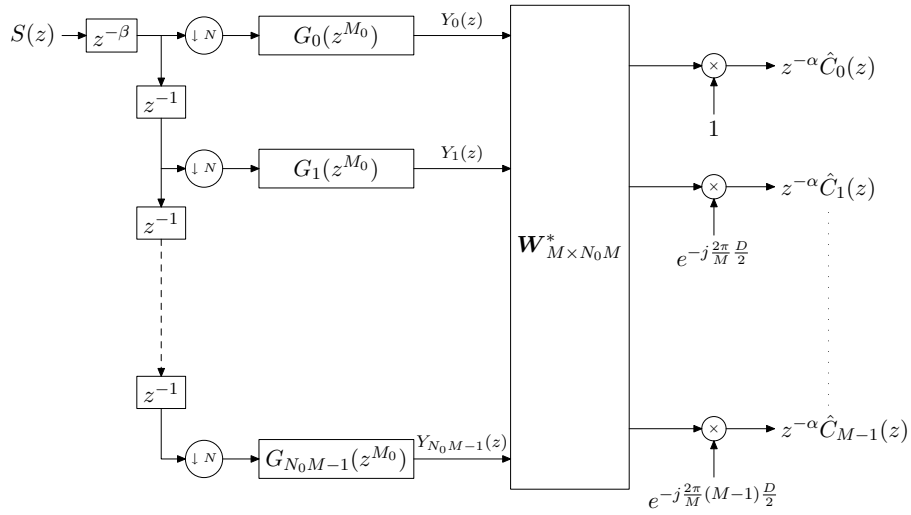 S(z) z^{-β} ↓ N G_0(z^{M_0}) Y_0(z)
z^{-α}Ĉ_0(z)
×
z^{-1}
1
↓ N G_1(z^{M_0}) Y_1(z)
× z^{-α}Ĉ_1(z)
z^{-1}
W^*_{M×N_0M}
e^{-j\frac{2π}{M}\frac{D}{2}}
z^{-1}
× z^{-α}Ĉ_{M-1}(z)
↓ N G_{N_0M-1}(z^{M_0}) Y_{N_0M-1}(z)
e^{-j\frac{2π}{M}(M-1)\frac{D}{2}}